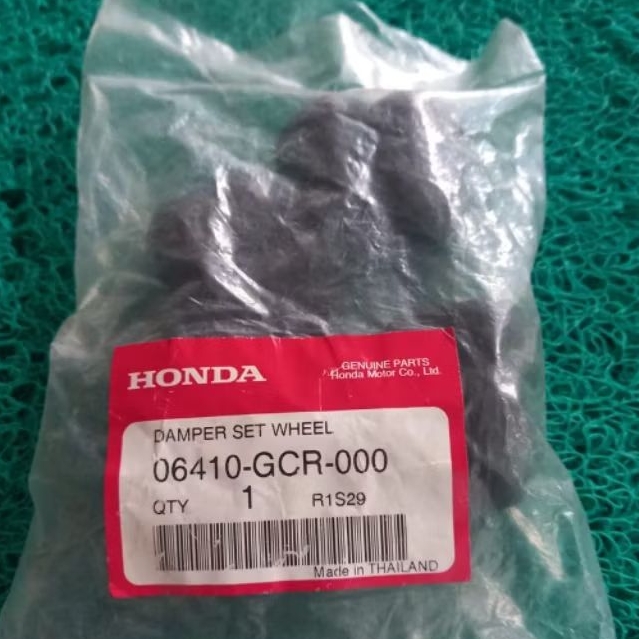 HONDA
GENUINE PARTS
Honda Motor Co., Ltd.
DAMPER SET WHEEL
06410-GCR-000
QTY 1 R1S29
Made in THAILAND